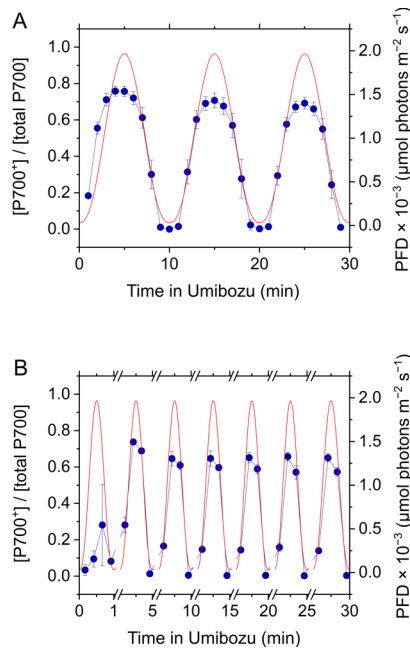 A
[P700⁺] / [total P700]
1.0
0.8
0.6
0.4
0.2
0.0
2.0
1.5
1.0
0.5
0.0
PFD × 10⁻³ (μmol photons m⁻² s⁻¹)
0 10 20 30
Time in Umibozu (min)
B
[P700⁺] / [total P700]
1.0
0.8
0.6
0.4
0.2
0.0
2.0
1.5
1.0
0.5
0.0
PFD × 10⁻³ (μmol photons m⁻² s⁻¹)
0 1 5 10 15 20 25 30
Time in Umibozu (min)